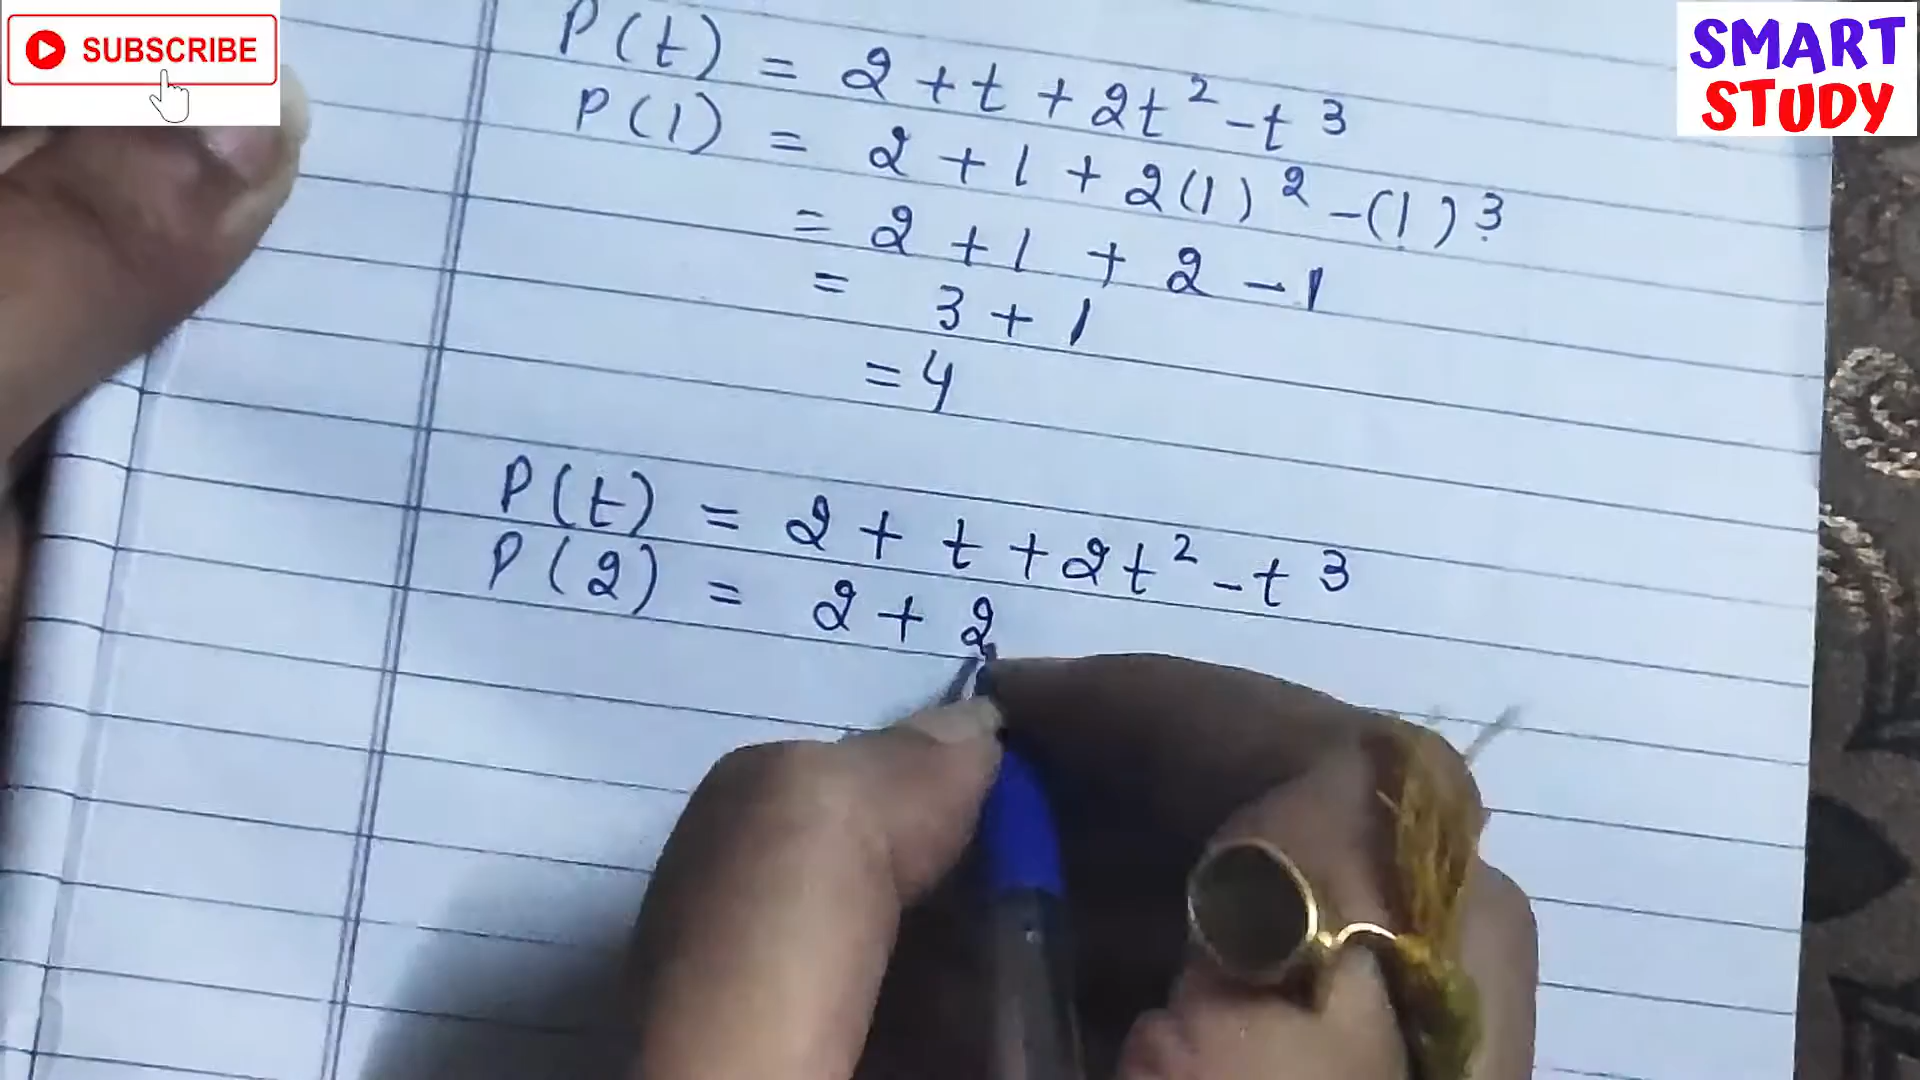 SUBSCRIBE
SMART
STUDY
P(t) = 2 + t + 2t² - t³
P(1) = 2 + 1 + 2(1)² - (1)³
= 2 + 1 + 2 - 1
= 3 + 1
= 4
P(t) = 2 + t + 2t² - t³
P(2) = 2 + 2